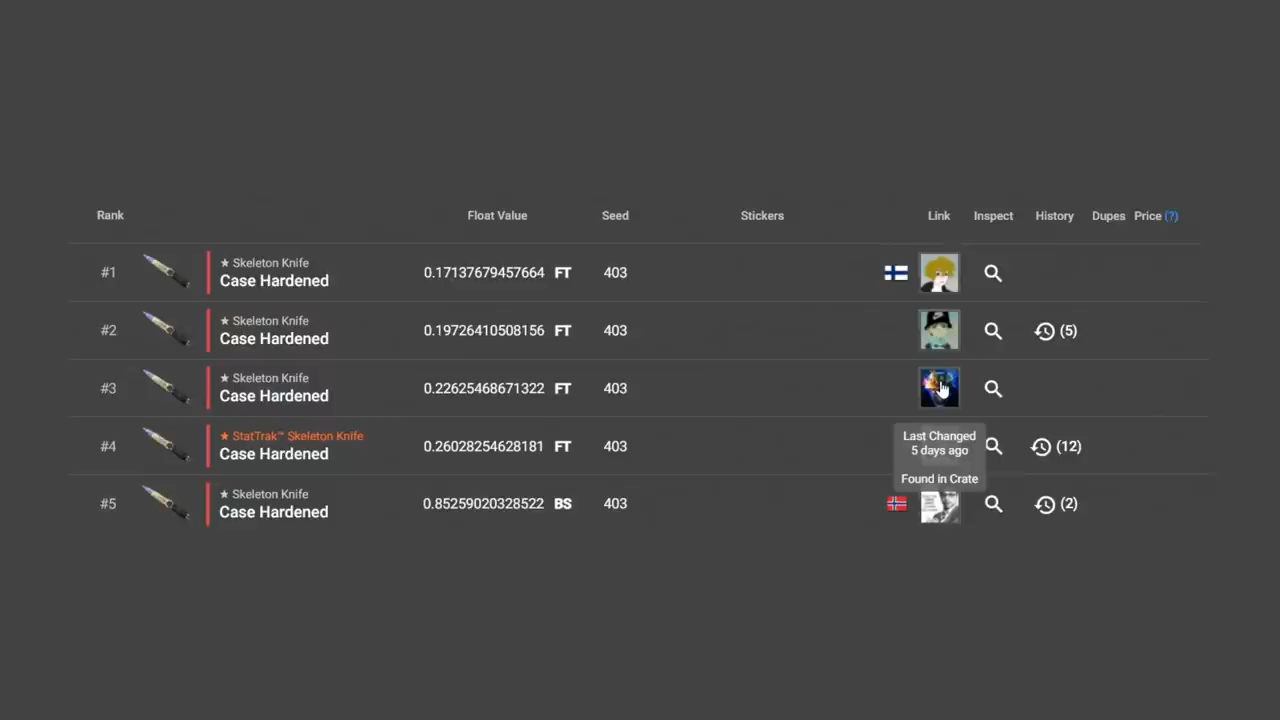 Rank Float Value Seed Stickers Link Inspect History Dupes Price (?)
#1 ★ Skeleton Knife
Case Hardened 0.17137679457664 FT 403
#2 ★ Skeleton Knife
Case Hardened 0.19726410508156 FT 403 (5)
#3 ★ Skeleton Knife
Case Hardened 0.22625468671322 FT 403
#4 ★ StatTrak™ Skeleton Knife
Case Hardened 0.26028254628181 FT 403 (12)
Last Changed
5 days ago
Found in Crate
#5 ★ Skeleton Knife
Case Hardened 0.85259020328522 BS 403 (2)